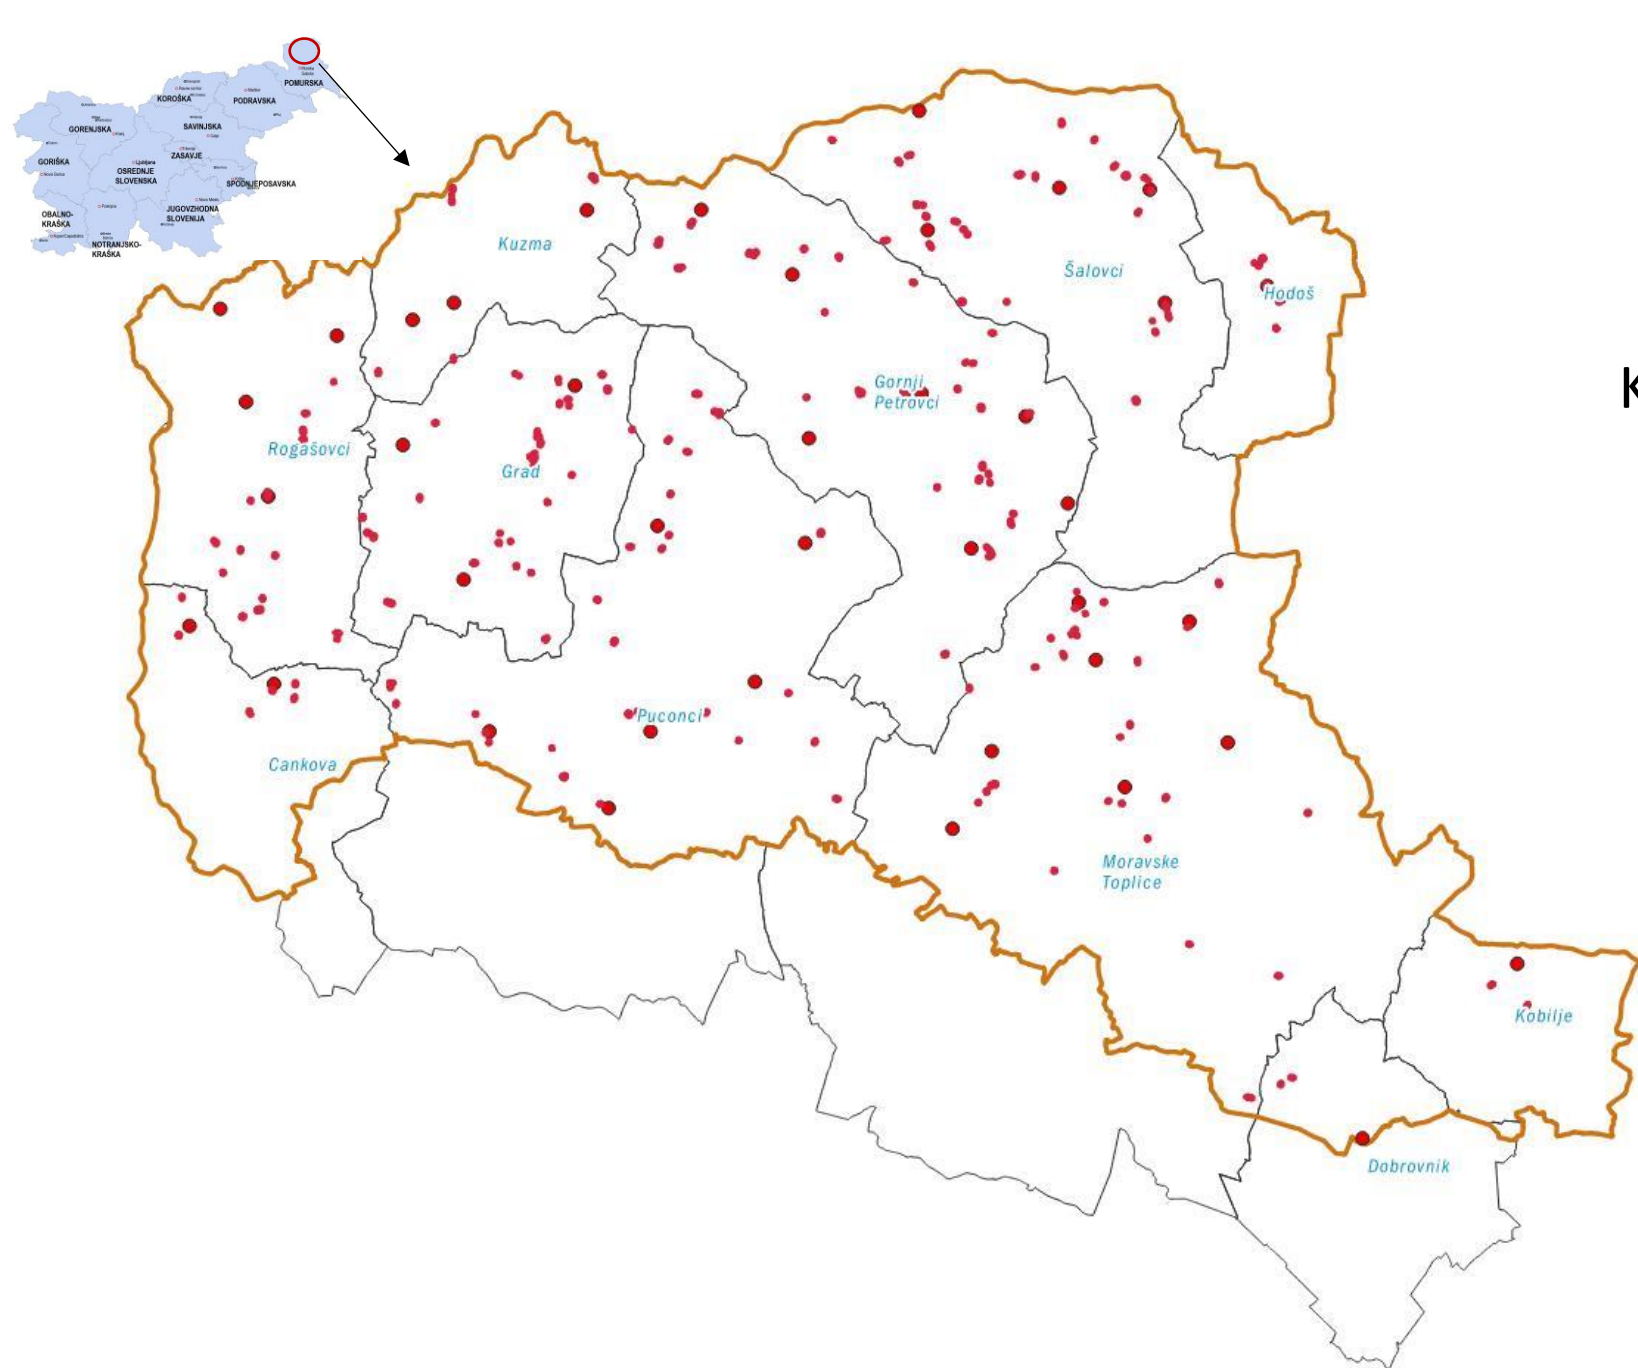 POMURSKA
KOROŠKA
PODRAVSKA
GORENJSKA
SAVINJSKA
ZASAVJE
GORIŠKA
Ljubljana
OSREDNJE
SLOVENSKA
SPODNJEPOSAVSKA
JUGOVZHODNA
SLOVENIJA
OBALNO-
KRAŠKA
NOTRANJSKO-
KRAŠKA
Kuzma
Šalovci
Hodoš
K
Gornji
Petrovci
Rogašovci
Grad
Puconci
Cankova
Moravske
Toplice
Kobilje
Dobrovnik